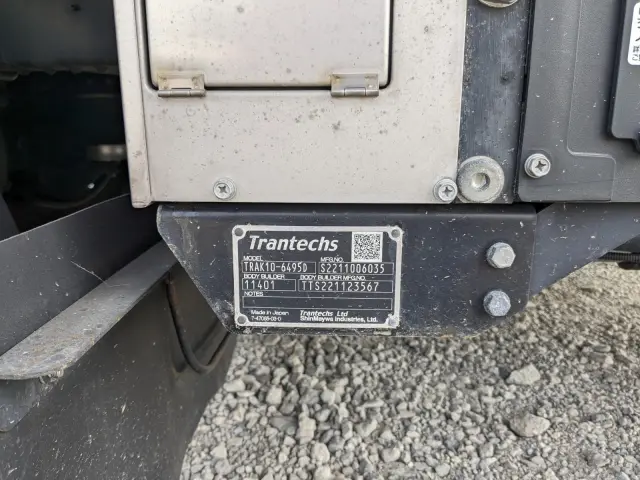 Trantechs
MODEL MFG.NO.
TRAK10-6495D S2211006035
BODY BUILDER BODY BUILDER MFG.NO.
11401 TTS221123567
NOTES
Made in Japan Trantechs Ltd
ShinMaywa Industries, Ltd.